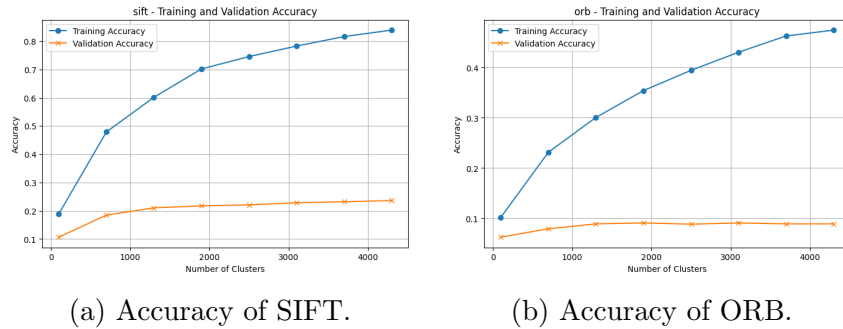 sift - Training and Validation Accuracy
Training Accuracy
Validation Accuracy
0.8
0.7
0.6
0.5
0.4
0.3
0.2
0.1
Accuracy
0
1000
2000
3000
4000
Number of Clusters
(a) Accuracy of SIFT.
orb - Training and Validation Accuracy
Training Accuracy
Validation Accuracy
0.4
0.3
0.2
0.1
Accuracy
0
1000
2000
3000
4000
Number of Clusters
(b) Accuracy of ORB.